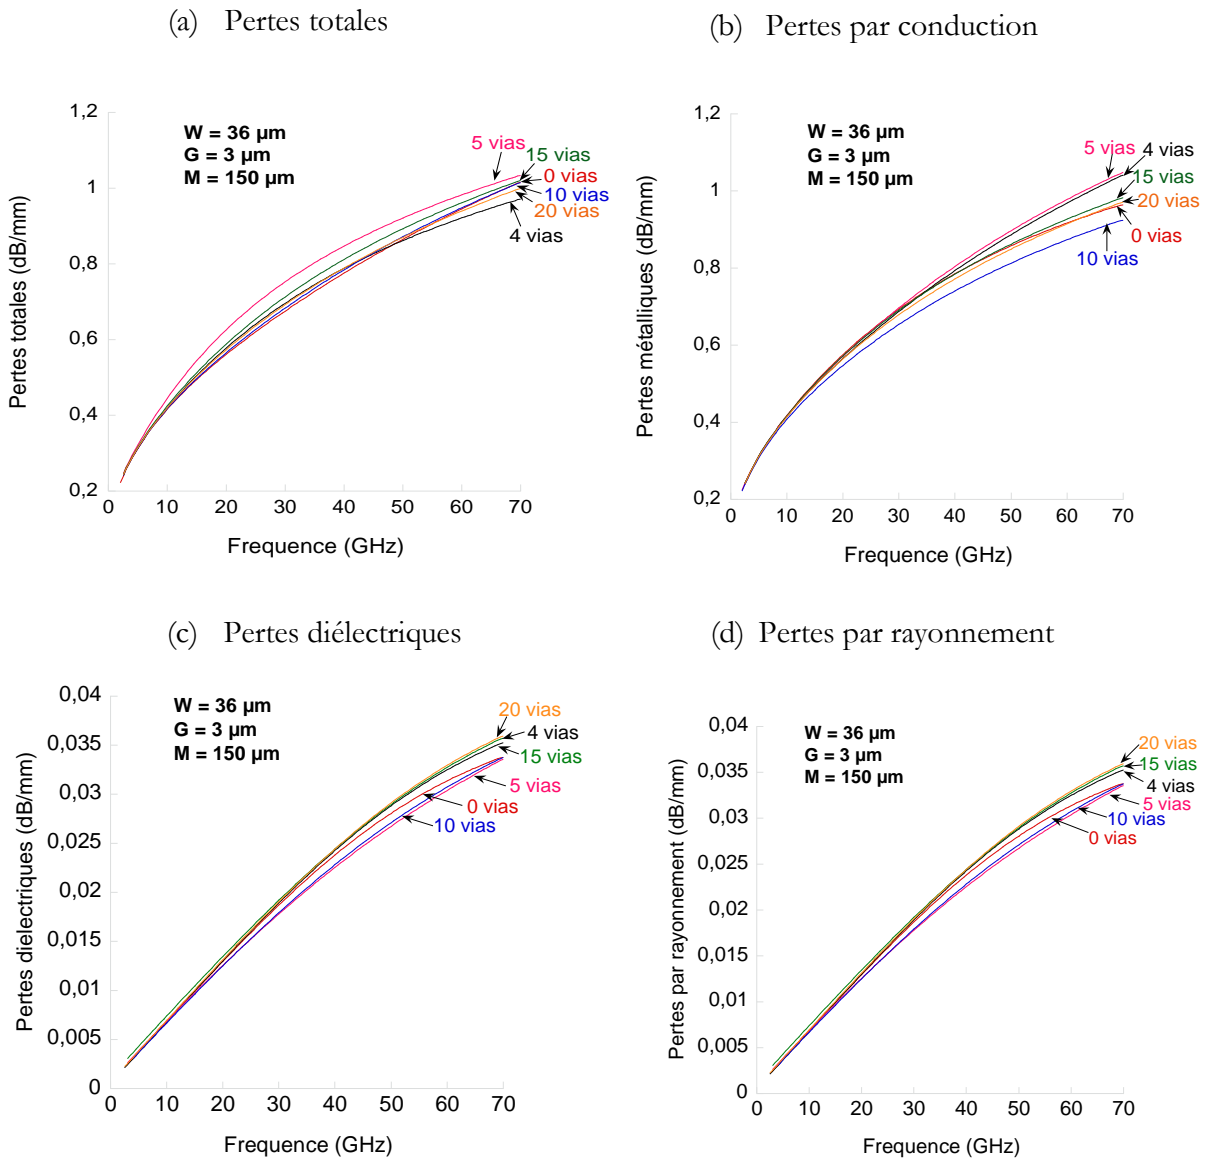 (a) Pertes totales
(b) Pertes par conduction
1,2
1
0,8
0,6
0,4
0,2
Pertes totales (dB/mm)
W = 36 µm
G = 3 µm
M = 150 µm
5 vias
15 vias
0 vias
10 vias
20 vias
4 vias
0 10 20 30 40 50 60 70
Frequence (GHz)
1,2
1
0,8
0,6
0,4
0,2
Pertes métalliques (dB/mm)
W = 36 µm
G = 3 µm
M = 150 µm
5 vias
4 vias
15 vias
20 vias
0 vias
10 vias
0 10 20 30 40 50 60 70
Frequence (GHz)
(c) Pertes diélectriques
(d) Pertes par rayonnement
0,04
0,035
0,03
0,025
0,02
0,015
0,01
0,005
0
Pertes dielectriques (dB/mm)
W = 36 µm
G = 3 µm
M = 150 µm
20 vias
4 vias
15 vias
5 vias
0 vias
10 vias
0 10 20 30 40 50 60 70
Frequence (GHz)
0,04
0,035
0,03
0,025
0,02
0,015
0,01
0,005
0
Pertes par rayonnement (dB/mm)
W = 36 µm
G = 3 µm
M = 150 µm
20 vias
15 vias
4 vias
5 vias
10 vias
0 vias
0 10 20 30 40 50 60 70
Frequence (GHz)